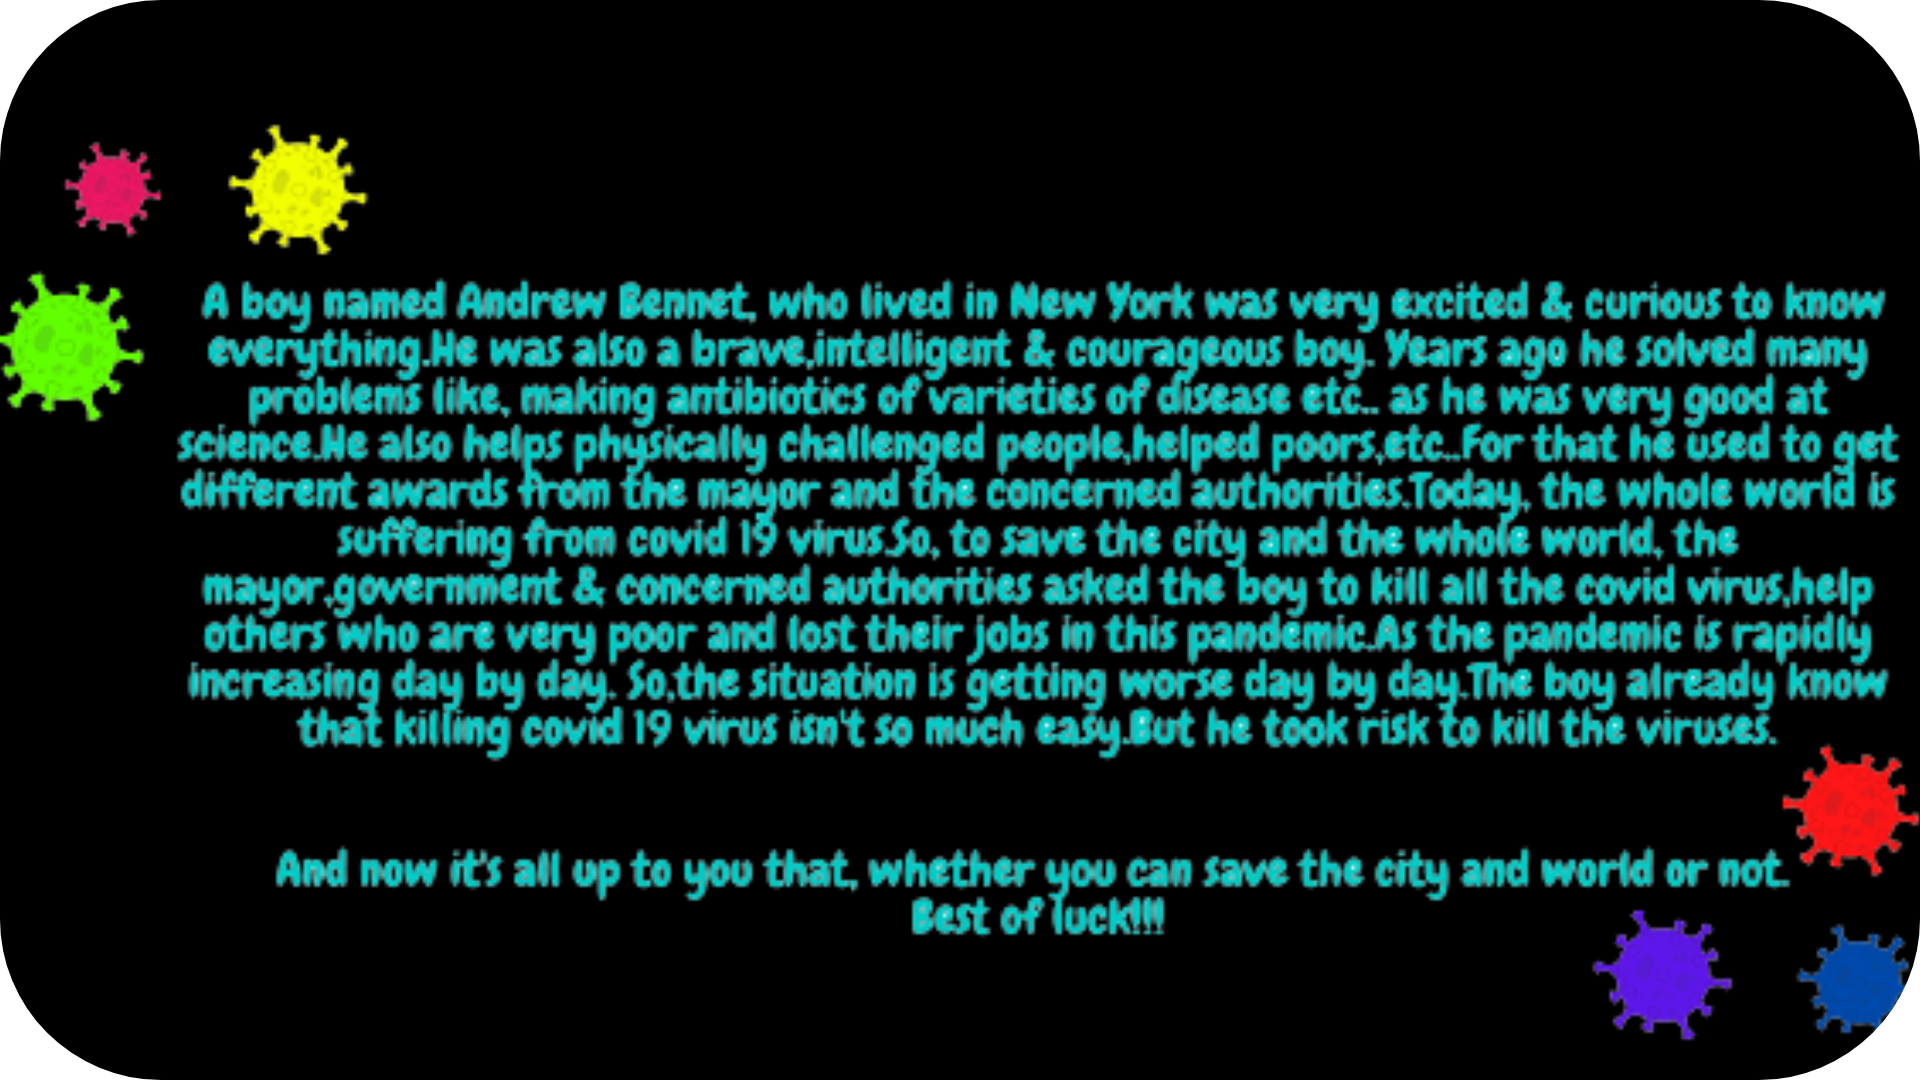 A boy named Andrew Bennet, who lived in New York was very excited & curious to know
everything.He was also a brave,intelligent & courageous boy. Years ago he solved many
problems like, making antibiotics of varieties of disease etc.. as he was very good at
science.He also helps physically challenged people,helped poors,etc..For that he used to get
different awards from the mayor and the concerned authorities.Today, the whole world is
suffering from covid 19 virus.So, to save the city and the whole world, the
mayor,government & concerned authorities asked the boy to kill all the covid virus,help
others who are very poor and lost their jobs in this pandemic.As the pandemic is rapidly
increasing day by day. So,the situation is getting worse day by day.The boy already know
that killing covid 19 virus isn't so much easy.But he took risk to kill the viruses.
And now it's all up to you that, whether you can save the city and world or not.
Best of luck!!!